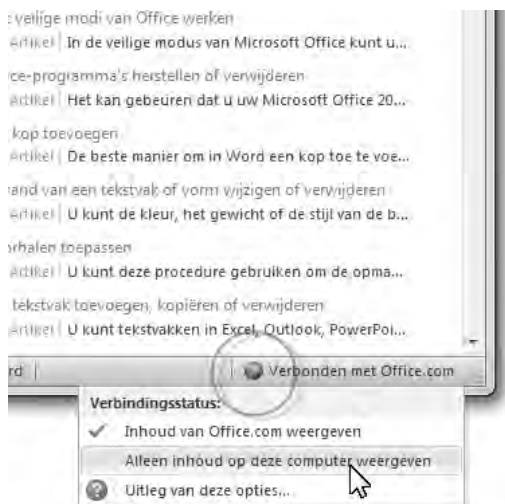 veilige modi van Office werken
Artikel | In de veilige modus van Microsoft Office kunt u...
ce-programma's herstellen of verwijderen
Artikel | Het kan gebeuren dat u uw Microsoft Office 20...
kop toevoegen
Artikel | De beste manier om in Word een kop toe te voe...
rand van een tekstvak of vorm wijzigen of verwijderen
Artikel | U kunt de kleur, het gewicht of de stijl van de b...
rhalen toepassen
Artikel | U kunt deze procedure gebruiken om de opma...
tekstvak toevoegen, kopiëren of verwijderen
Artikel | U kunt tekstvakken in Excel, Outlook, PowerPoi...
rd | Verbonden met Office.com
Verbindingsstatus:
Inhoud van Office.com weergeven
Alleen inhoud op deze computer weergeven
Uitleg van deze opties...